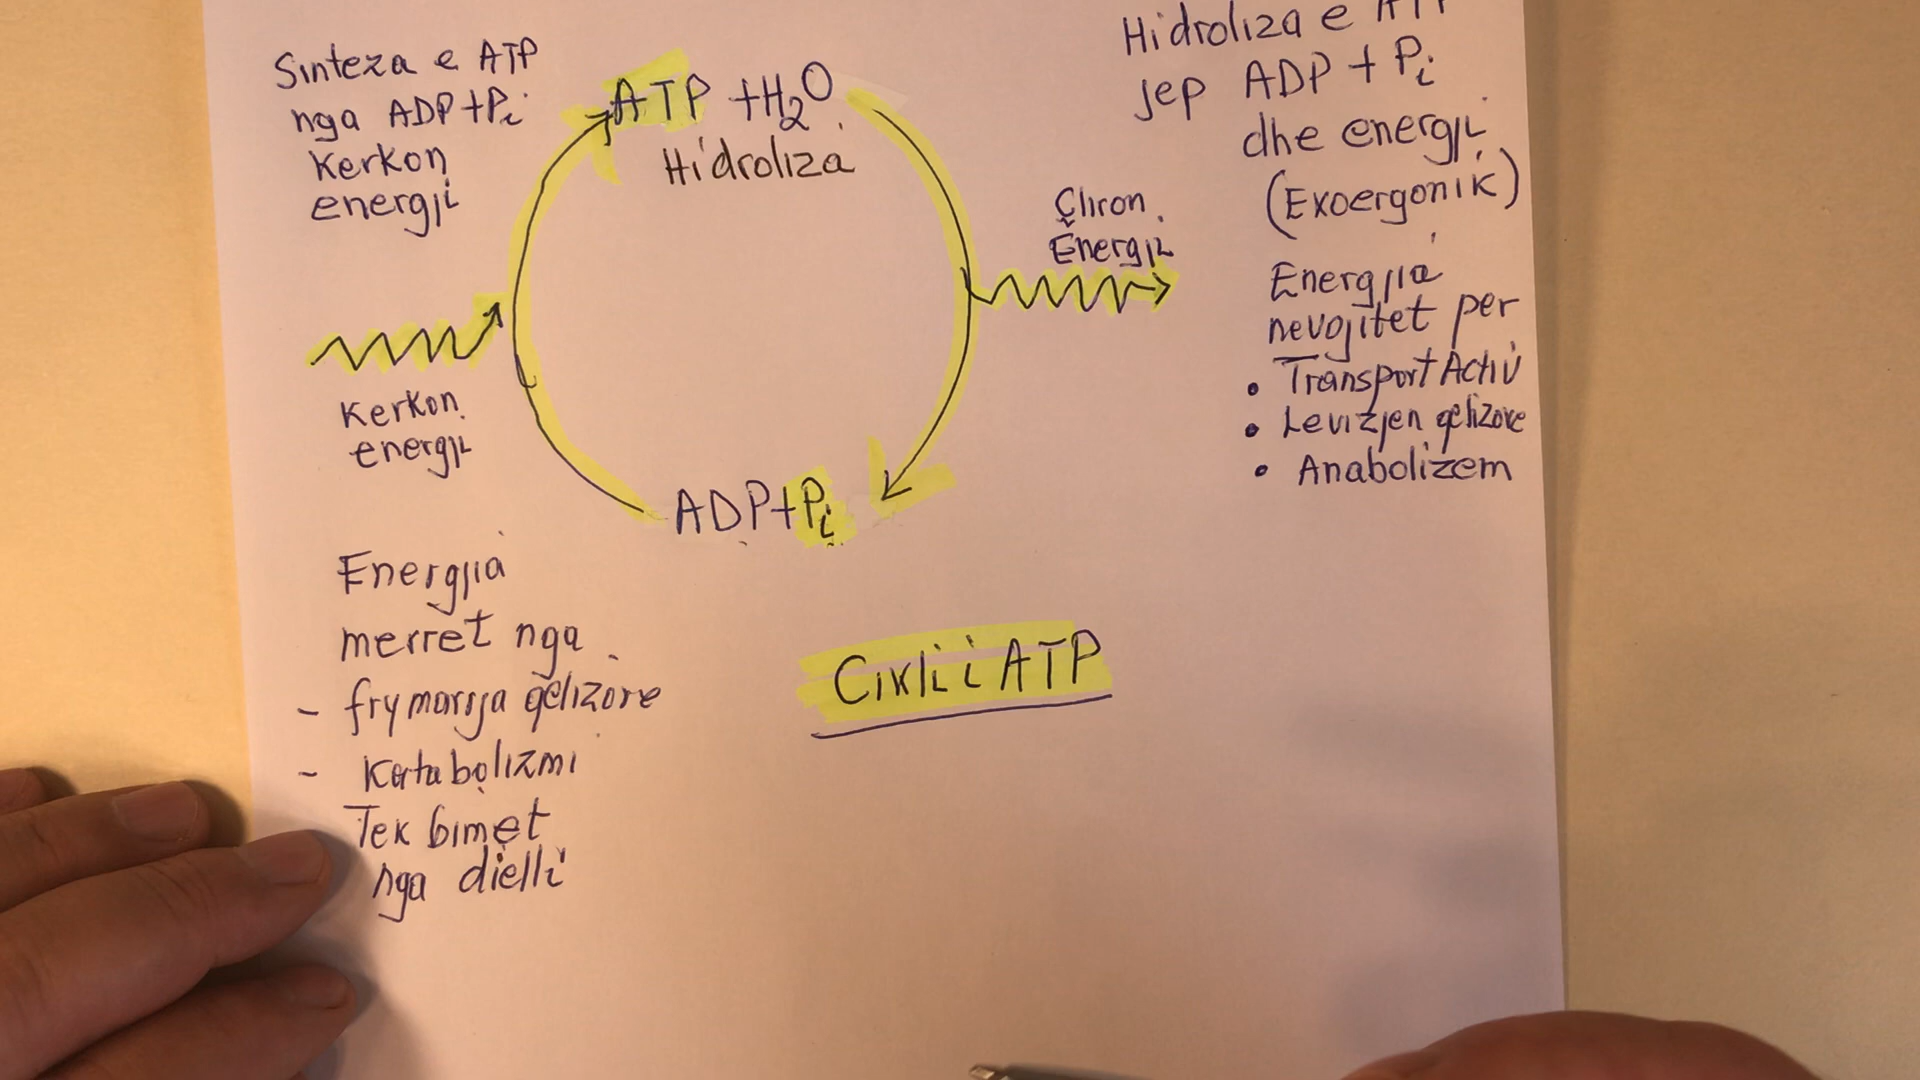 Sinteza e ATP
nga ADP+Pi
Kerkon
energji
ATP +H₂O
Hidroliza
Hidroliza e ATP
jep ADP + Pi
dhe energji
(Exoergonik)
Çliron
Energji
Energjia
nevojitet per
• Transport Activ
• Levizjen qelizore
• Anabolizem
Kerkon
energji
ADP+Pi
Energjia
merret nga
- frymarrja qelizore
- Katabolizmi
Tek bimet
nga dielli
Cikli i ATP